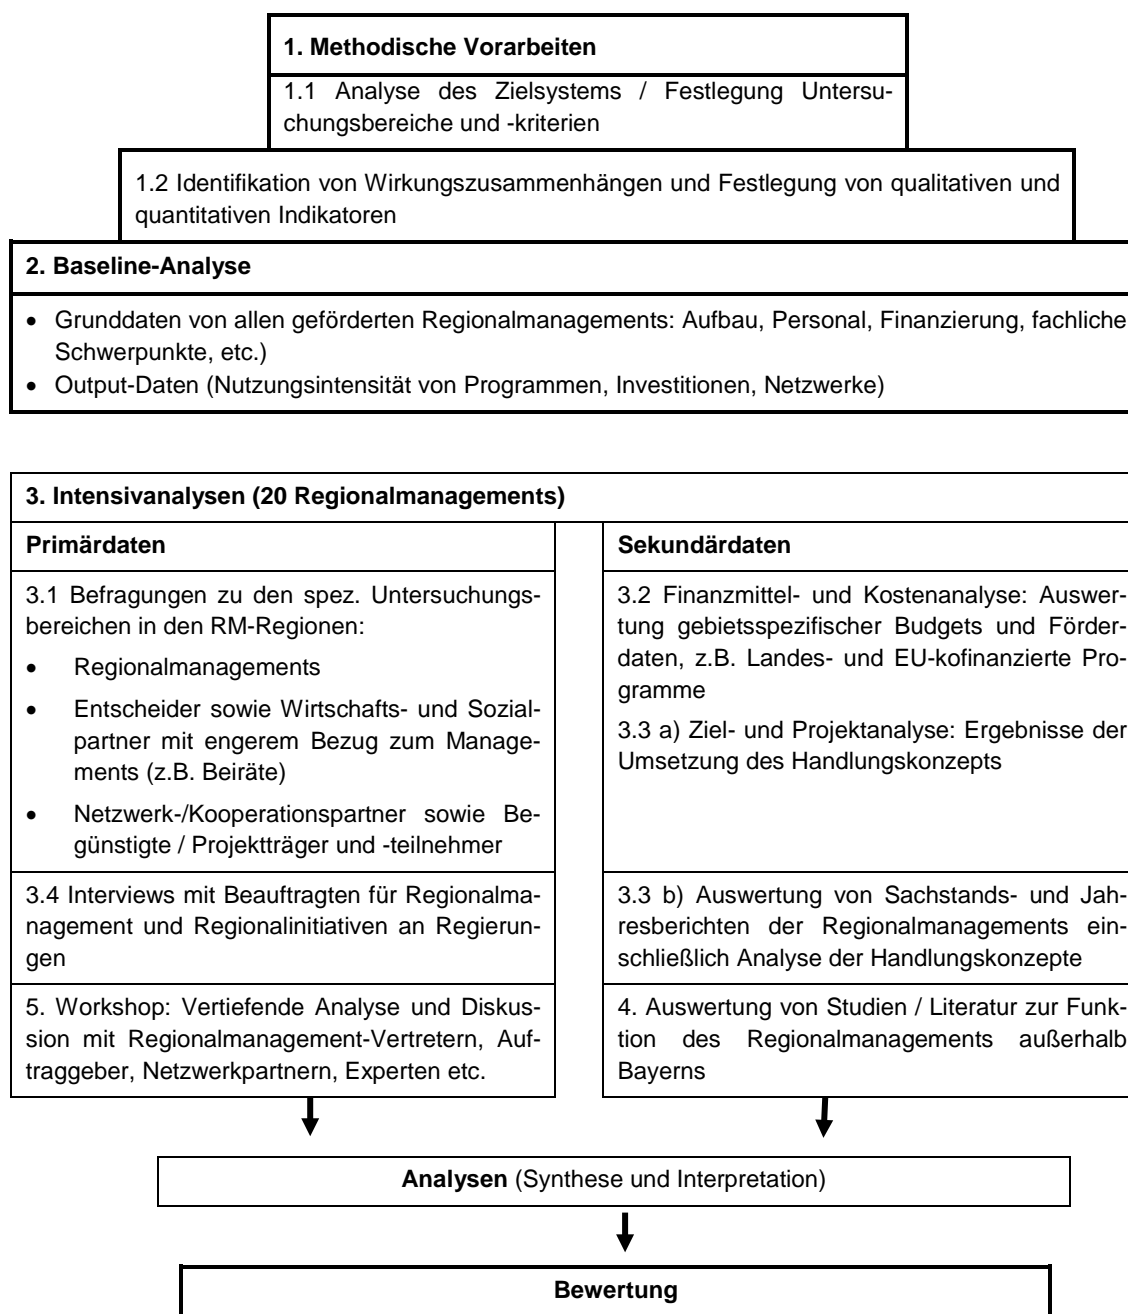 1. Methodische Vorarbeiten
1.1 Analyse des Zielsystems / Festlegung Untersu-
chungsbereiche und -kriterien
1.2 Identifikation von Wirkungszusammenhängen und Festlegung von qualitativen und
quantitativen Indikatoren
2. Baseline-Analyse
• Grunddaten von allen geförderten Regionalmanagements: Aufbau, Personal, Finanzierung, fachliche
Schwerpunkte, etc.)
• Output-Daten (Nutzungsintensität von Programmen, Investitionen, Netzwerke)
3. Intensivanalysen (20 Regionalmanagements)
Primärdaten
3.1 Befragungen zu den spez. Untersuchungs-
bereichen in den RM-Regionen:
• Regionalmanagements
• Entscheider sowie Wirtschafts- und Sozial-
partner mit engerem Bezug zum Manage-
ments (z.B. Beiräte)
• Netzwerk-/Kooperationspartner sowie Be-
günstigte / Projektträger und -teilnehmer
3.4 Interviews mit Beauftragten für Regionalma-
nagement und Regionalinitiativen an Regierun-
gen
5. Workshop: Vertiefende Analyse und Diskus-
sion mit Regionalmanagement-Vertretern, Auf-
traggeber, Netzwerkpartnern, Experten etc.
Sekundärdaten
3.2 Finanzmittel- und Kostenanalyse: Auswer-
tung gebietsspezifischer Budgets und Förder-
daten, z.B. Landes- und EU-kofinanzierte Pro-
gramme
3.3 a) Ziel- und Projektanalyse: Ergebnisse der
Umsetzung des Handlungskonzepts
3.3 b) Auswertung von Sachstands- und Jah-
resberichten der Regionalmanagements ein-
schließlich Analyse der Handlungskonzepte
4. Auswertung von Studien / Literatur zur Funk-
tion des Regionalmanagements außerhalb
Bayerns
Analysen (Synthese und Interpretation)
Bewertung